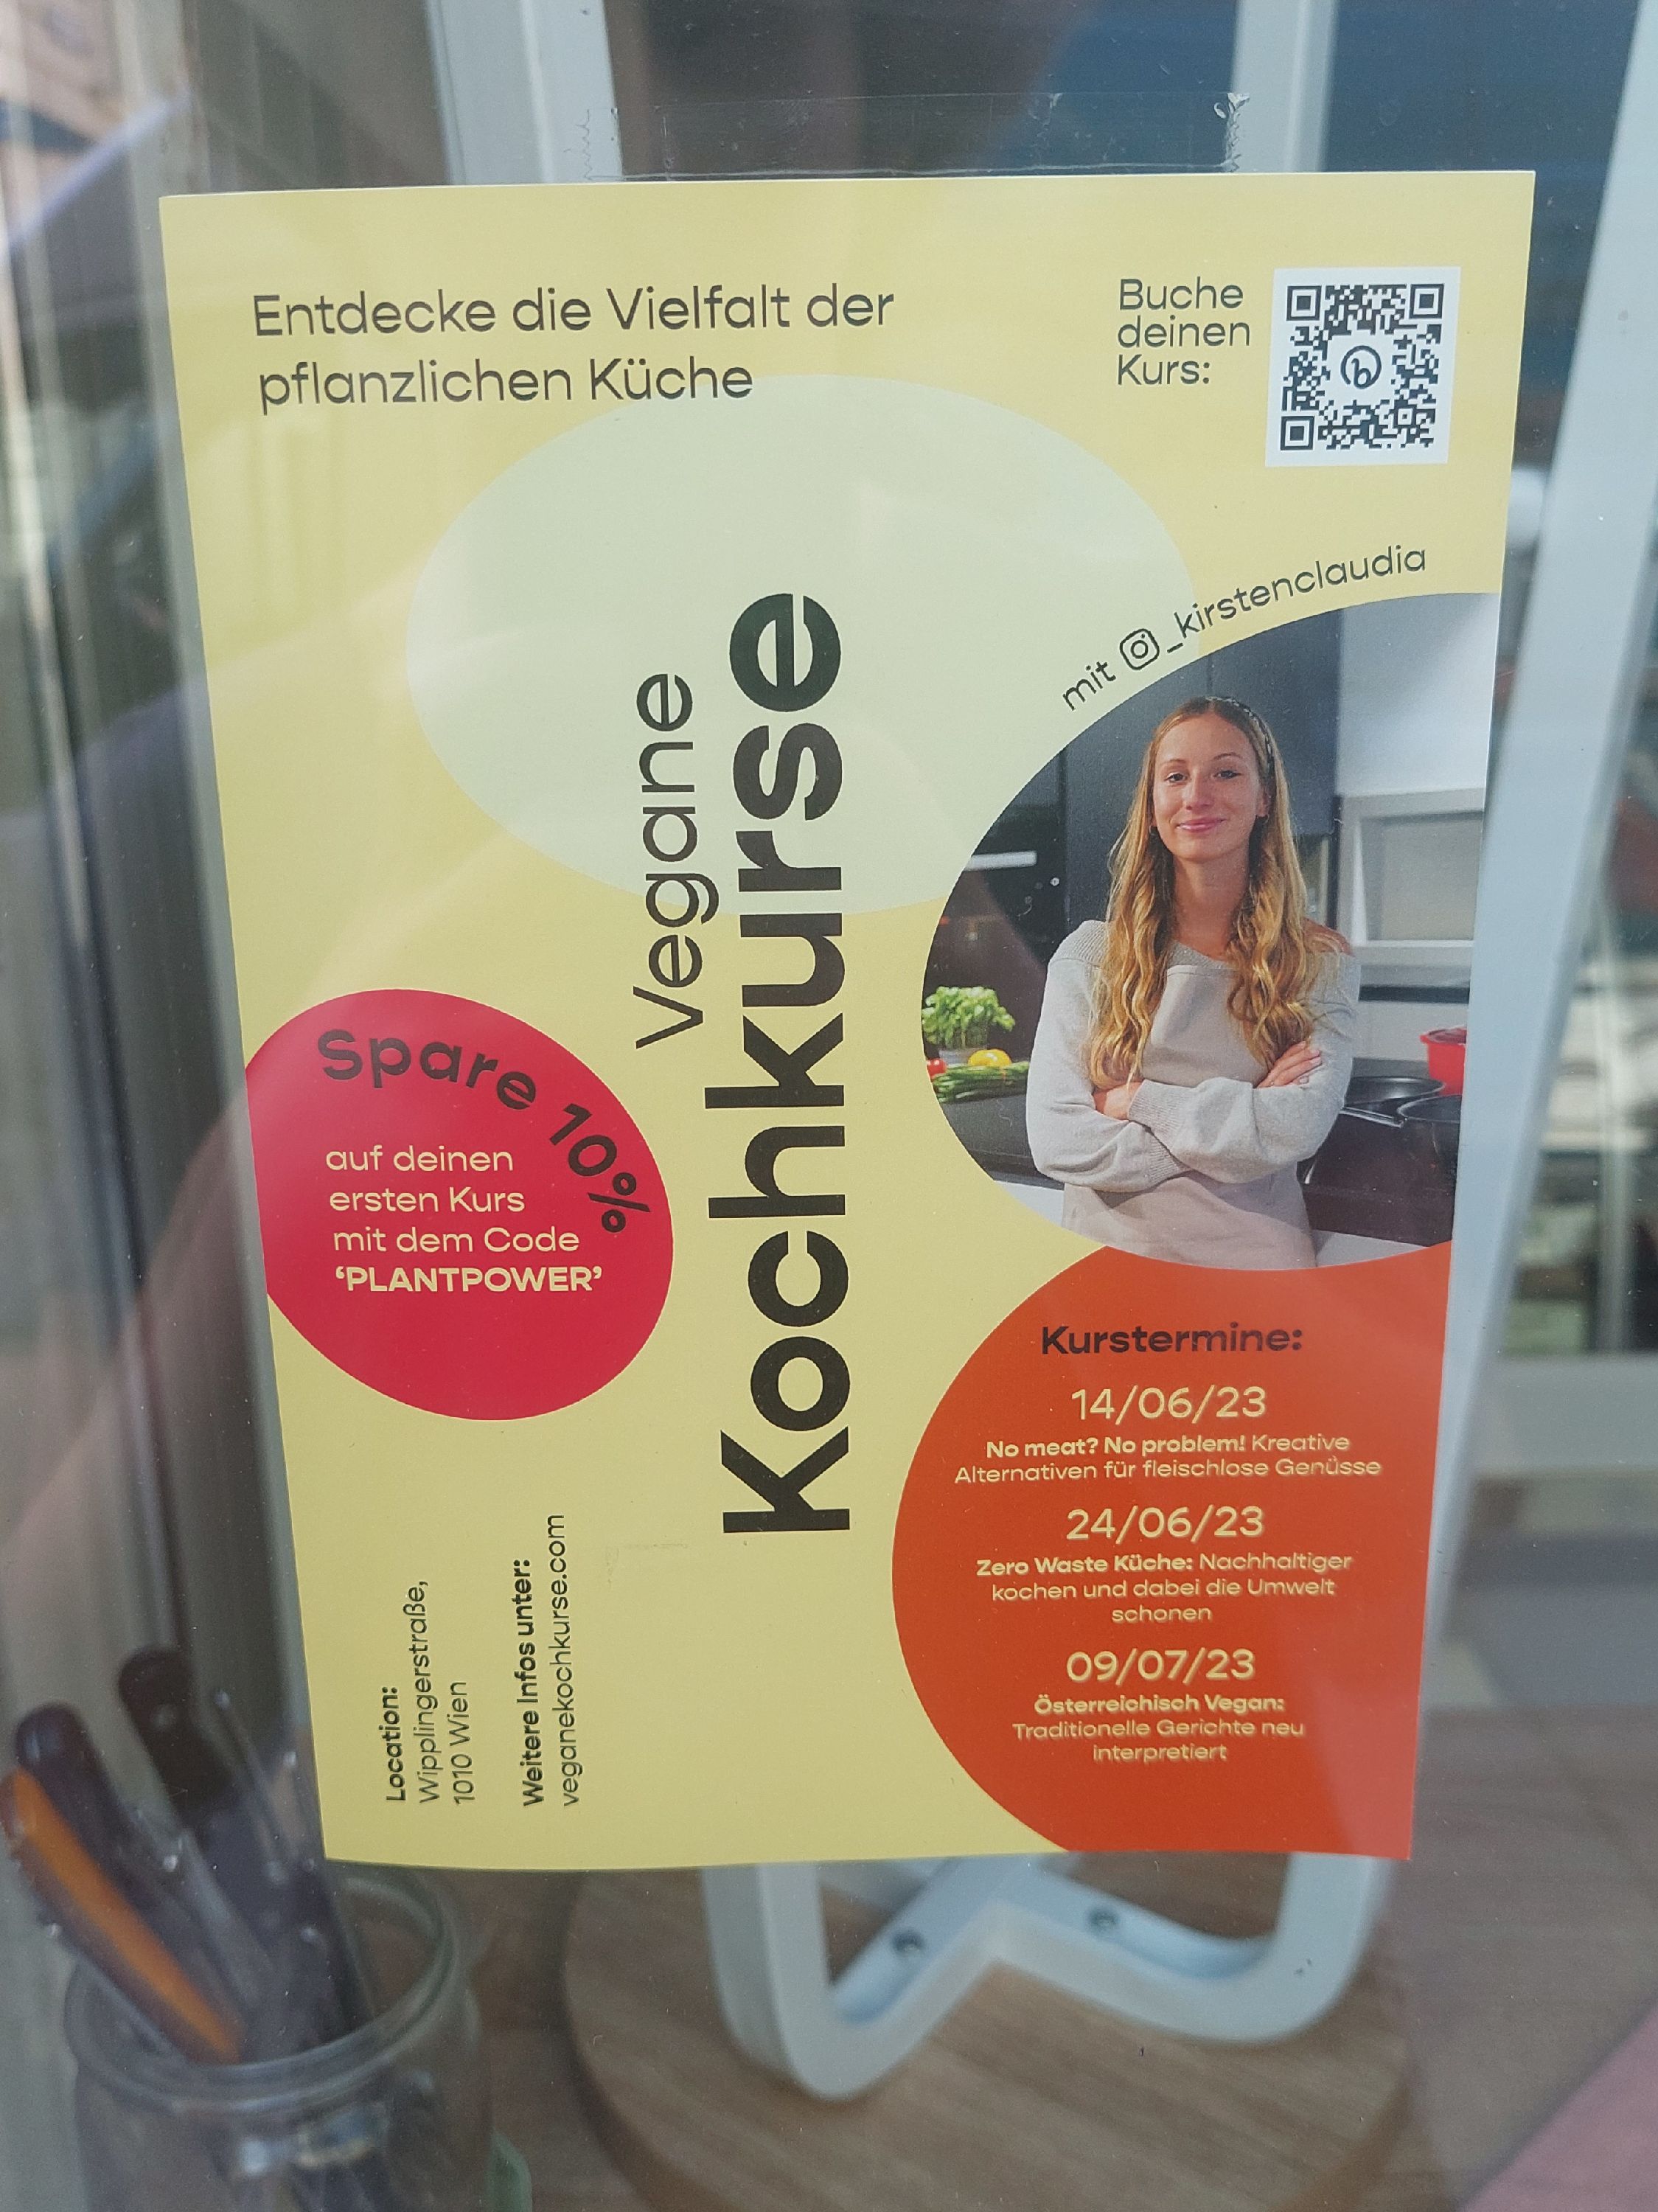 Entdecke die Vielfalt der
pflanzlichen Küche
Buche
deinen
Kurs:
mit _kirstenclaudia
Vegane
Kochkurse
Spare 10%
auf deinen
ersten Kurs
mit dem Code
‘PLANTPOWER’
Kurstermine:
14/06/23
No meat? No problem! Kreative
Alternativen für fleischlose Genüsse
24/06/23
Zero Waste Küche: Nachhaltiger
kochen und dabei die Umwelt
schonen
09/07/23
Österreichisch Vegan:
Traditionelle Gerichte neu
interpretiert
Location:
Wipplingerstraße,
1010 Wien
Weitere Infos unter:
veganekochkurse.com